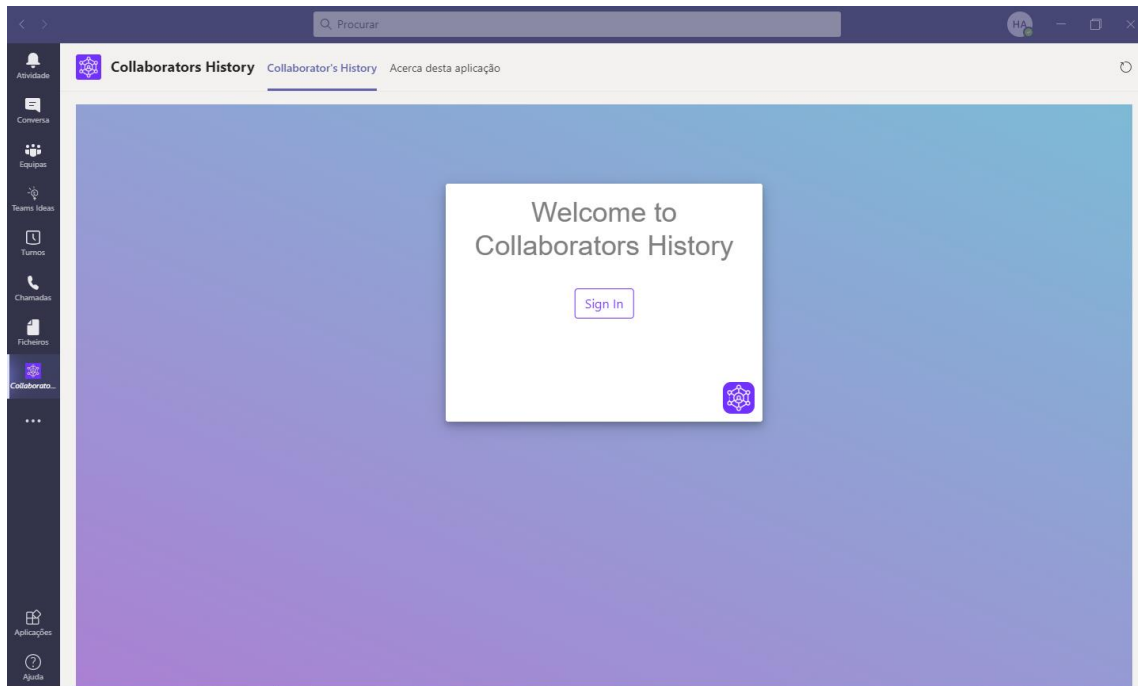 Procurar
HA
Atividade
Conversa
Equipas
Teams Ideas
Turnos
Chamadas
Ficheiros
Collaborato...
Aplicações
Ajuda
Collaborators History
Collaborator's History
Acerca desta aplicação
Welcome to
Collaborators History
Sign In